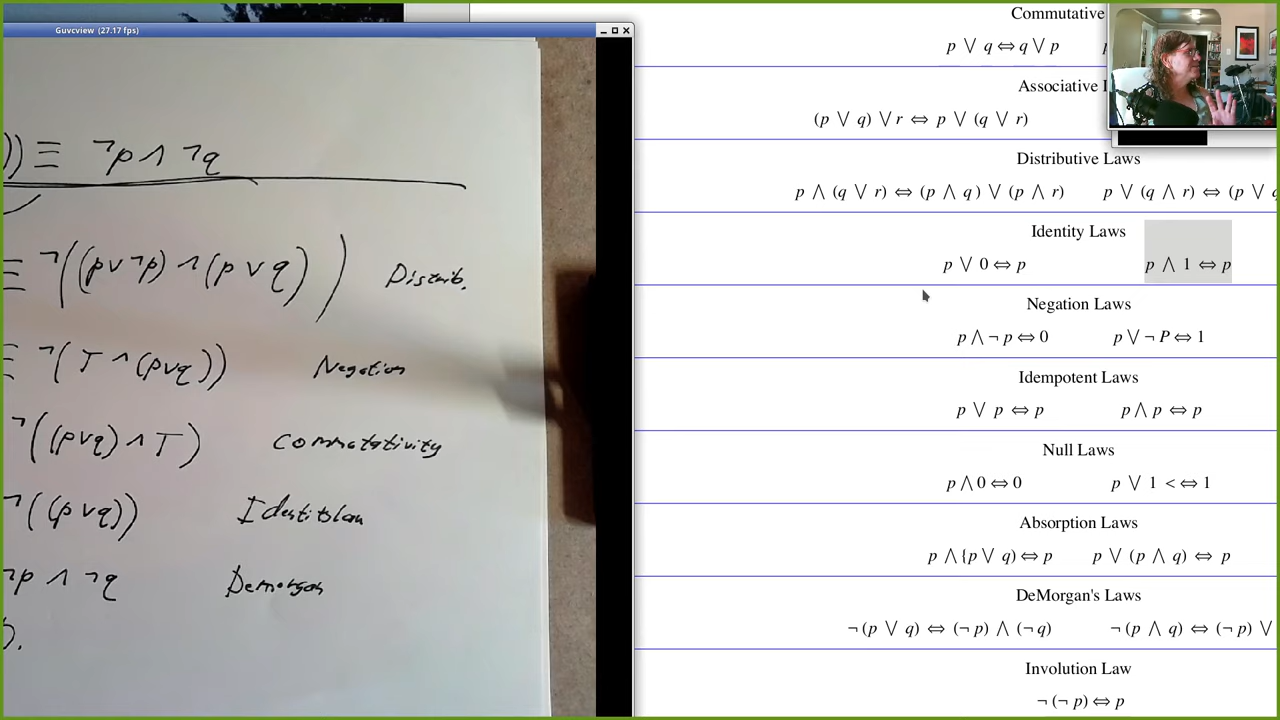 Guvcview (27.17 fps)
)) ≡ ¬p ∧ ¬q
≡ ¬((p∨¬p) ∧ (p ∨ q)) Distrib.
≡ ¬(T ∧ (p∨q)) Negation
¬((p∨q) ∧ T) Commutativity
¬((p ∨ q)) Identity law
¬p ∧ ¬q Demorgan
D.
Commutative
p ∨ q ⇔ q ∨ p
Associative L
(p ∨ q) ∨ r ⇔ p ∨ (q ∨ r)
Distributive Laws
p ∧ (q ∨ r) ⇔ (p ∧ q ) ∨ (p ∧ r) p ∨ (q ∧ r) ⇔ (p ∨ q
Identity Laws
p ∨ 0 ⇔ p p ∧ 1 ⇔ p
Negation Laws
p ∧ ¬ p ⇔ 0 p ∨ ¬ P ⇔ 1
Idempotent Laws
p ∨ p ⇔ p p ∧ p ⇔ p
Null Laws
p ∧ 0 ⇔ 0 p ∨ 1 < ⇔ 1
Absorption Laws
p ∧ {p ∨ q) ⇔ p p ∨ (p ∧ q) ⇔ p
DeMorgan's Laws
¬ (p ∨ q) ⇔ (¬ p) ∧ (¬ q) ¬ (p ∧ q) ⇔ (¬ p) ∨
Involution Law
¬ (¬ p) ⇔ p